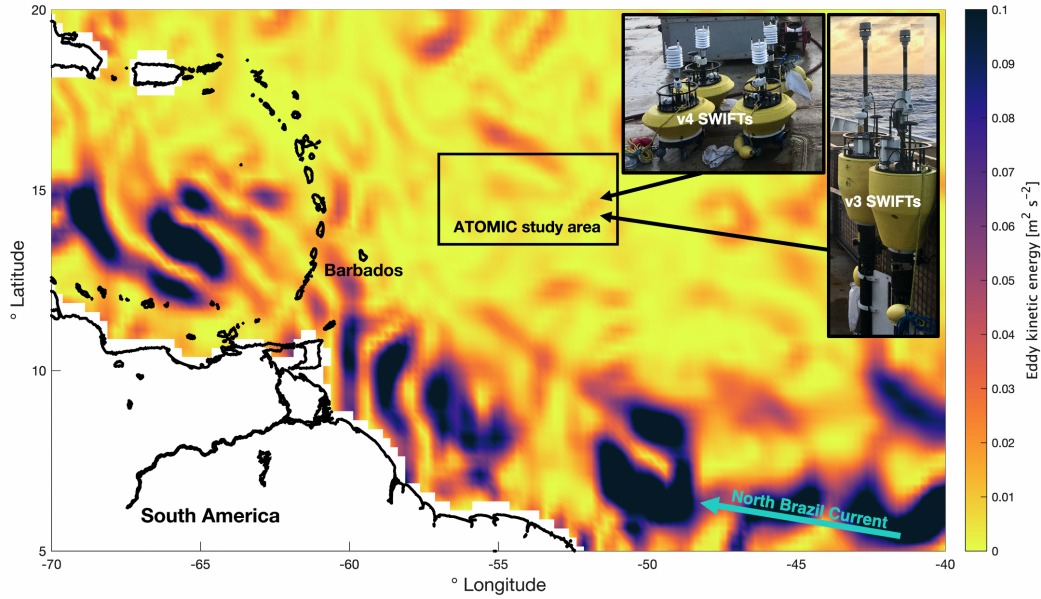 20
15
10
5
-70
-65
-60
-55
-50
-45
-40
° Latitude
° Longitude
v4 SWIFTs
v3 SWIFTs
ATOMIC study area
Barbados
South America
North Brazil Current
0.1
0.09
0.08
0.07
0.06
0.05
0.04
0.03
0.02
0.01
0
Eddy kinetic energy [m² s⁻²]